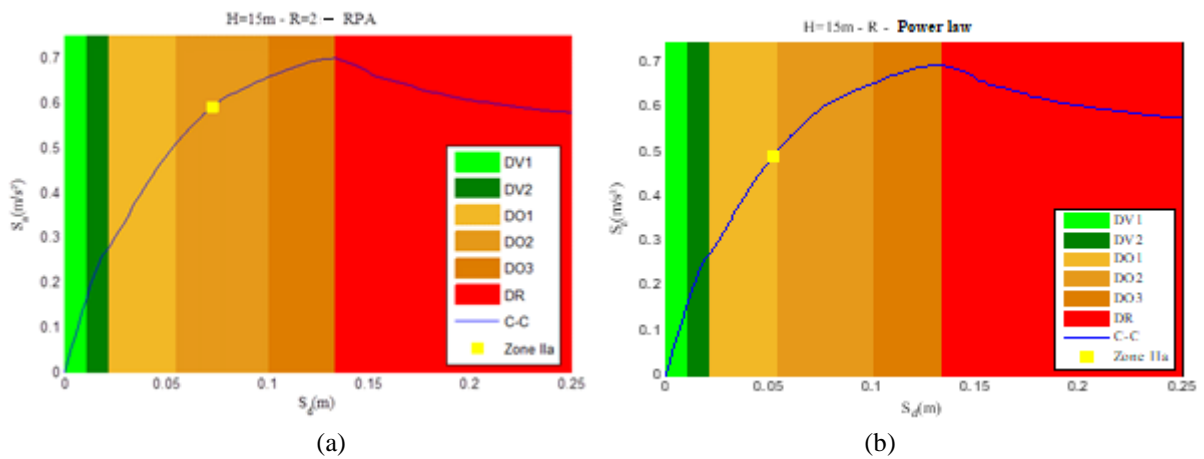 H=15m - R=2 – RPA
0.7
0.6
0.5
0.4
0.3
0.2
0.1
0
Sa(m/s²)
DV1
DV2
DO1
DO2
DO3
DR
C-C
Zone IIa
0 0.05 0.1 0.15 0.2 0.25
Sd(m)
(a)
H=15m - R - Power law
0.7
0.6
0.5
0.4
0.3
0.2
0.1
0
DV1
DV2
DO1
DO2
DO3
DR
C-C
Zone IIa
0 0.05 0.1 0.15 0.2 0.25
Sd(m)
(b)